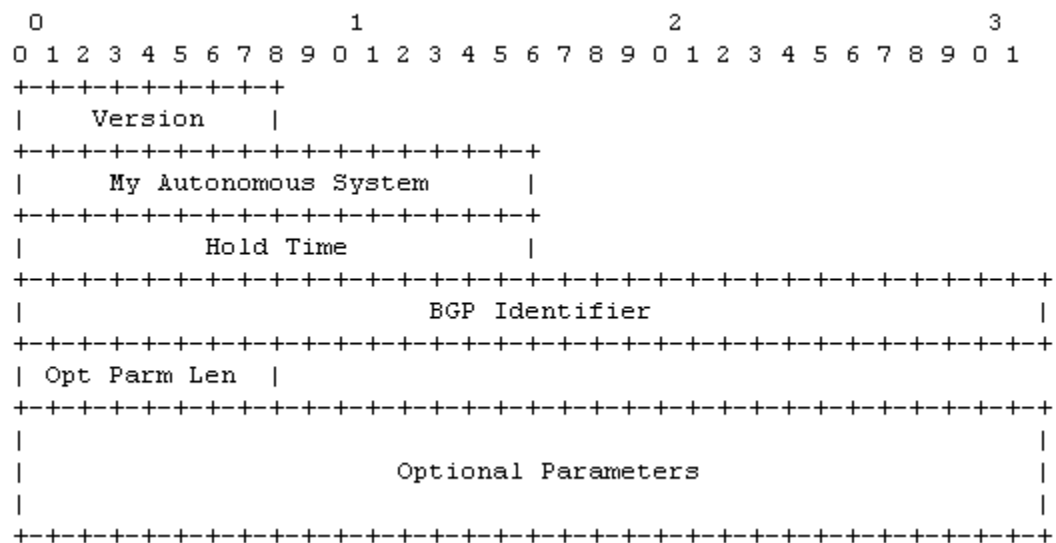 0                   1                   2                   3
0 1 2 3 4 5 6 7 8 9 0 1 2 3 4 5 6 7 8 9 0 1 2 3 4 5 6 7 8 9 0 1
+-+-+-+-+-+-+-+-+
|    Version    |
+-+-+-+-+-+-+-+-+-+-+-+-+-+-+-+-+
|     My Autonomous System      |
+-+-+-+-+-+-+-+-+-+-+-+-+-+-+-+-+
|           Hold Time           |
+-+-+-+-+-+-+-+-+-+-+-+-+-+-+-+-+-+-+-+-+-+-+-+-+-+-+-+-+-+-+-+-+
|                         BGP Identifier                        |
+-+-+-+-+-+-+-+-+-+-+-+-+-+-+-+-+-+-+-+-+-+-+-+-+-+-+-+-+-+-+-+-+
| Opt Parm Len  |
+-+-+-+-+-+-+-+-+-+-+-+-+-+-+-+-+-+-+-+-+-+-+-+-+-+-+-+-+-+-+-+-+
|                                                               |
|                       Optional Parameters                     |
|                                                               |
+-+-+-+-+-+-+-+-+-+-+-+-+-+-+-+-+-+-+-+-+-+-+-+-+-+-+-+-+-+-+-+-+